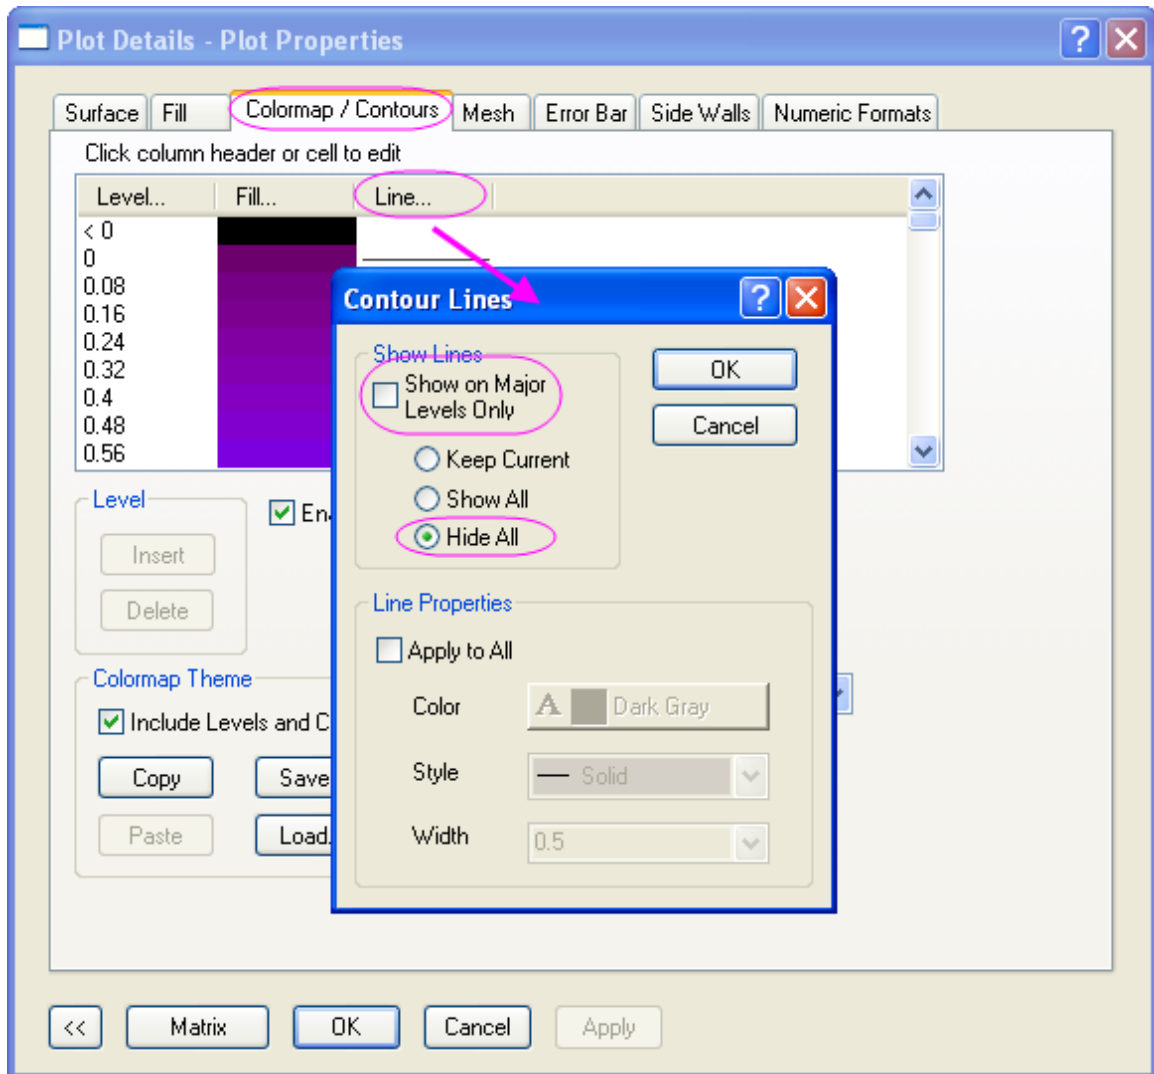 Plot Details - Plot Properties
Surface Fill Colormap / Contours Mesh Error Bar Side Walls Numeric Formats
Click column header or cell to edit
Level... Fill... Line...
< 0
0
0.08
0.16
0.24
0.32
0.4
0.48
0.56
Level
Insert
Delete
Colormap Theme
Include Levels and C
Copy Save
Paste Load.
Contour Lines
Show Lines
Show on Major
Levels Only
Keep Current
Show All
Hide All
OK
Cancel
Line Properties
Apply to All
Color A Dark Gray
Style Solid
Width 0.5
<< Matrix OK Cancel Apply